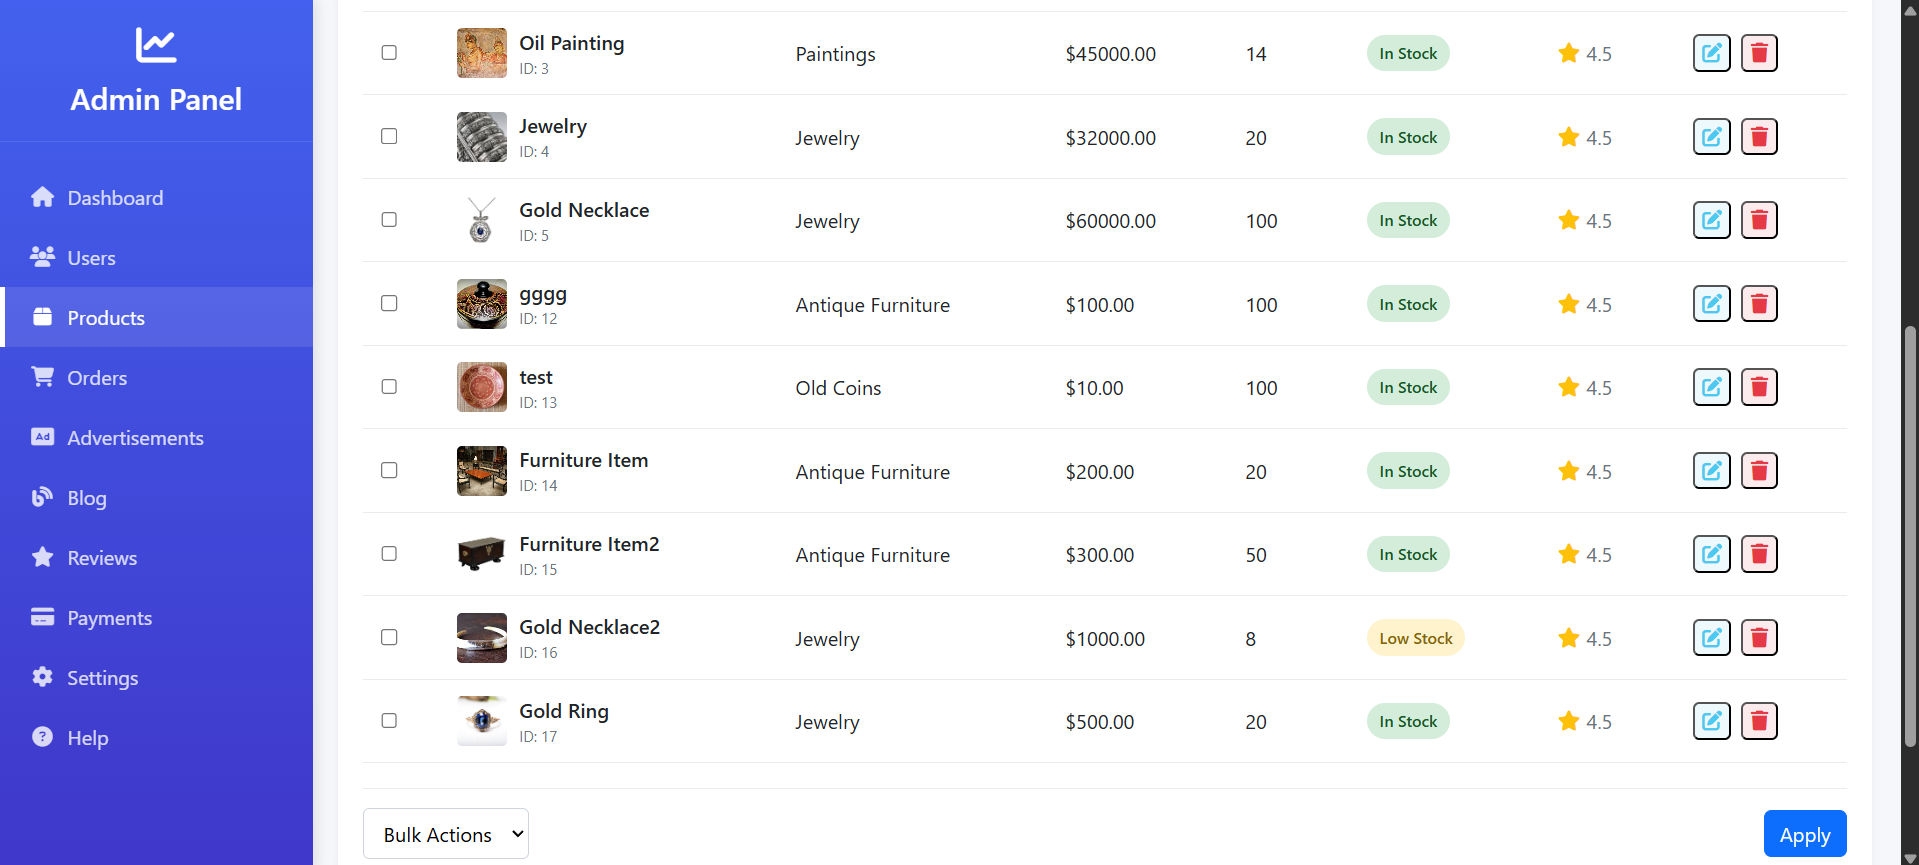 Admin Panel
Dashboard
Users
Products
Orders
Ad Advertisements
Blog
Reviews
Payments
Settings
? Help
Oil Painting
ID: 3
Paintings
$45000.00
14
In Stock
4.5
Jewelry
ID: 4
Jewelry
$32000.00
20
In Stock
4.5
Gold Necklace
ID: 5
Jewelry
$60000.00
100
In Stock
4.5
gggg
ID: 12
Antique Furniture
$100.00
100
In Stock
4.5
test
ID: 13
Old Coins
$10.00
100
In Stock
4.5
Furniture Item
ID: 14
Antique Furniture
$200.00
20
In Stock
4.5
Furniture Item2
ID: 15
Antique Furniture
$300.00
50
In Stock
4.5
Gold Necklace2
ID: 16
Jewelry
$1000.00
8
Low Stock
4.5
Gold Ring
ID: 17
Jewelry
$500.00
20
In Stock
4.5
Bulk Actions
Apply